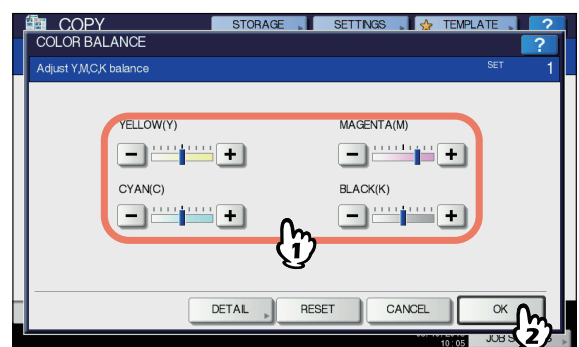 COPY STORAGE SETTINGS TEMPLATE ?
COLOR BALANCE ?
Adjust Y,M,C,K balance SET 1
YELLOW(Y) MAGENTA(M)
- + - +
CYAN(C) BLACK(K)
- + - +
1
DETAIL RESET CANCEL OK
2
10:05 JOB S